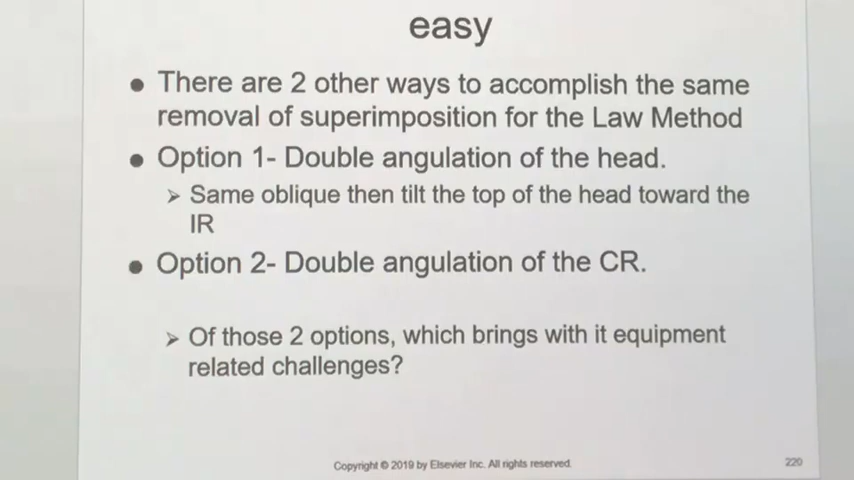 easy
● There are 2 other ways to accomplish the same
removal of superimposition for the Law Method
● Option 1- Double angulation of the head.
➢ Same oblique then tilt the top of the head toward the
IR
● Option 2- Double angulation of the CR.
➢ Of those 2 options, which brings with it equipment
related challenges?
Copyright © 2019 by Elsevier Inc. All rights reserved.
220